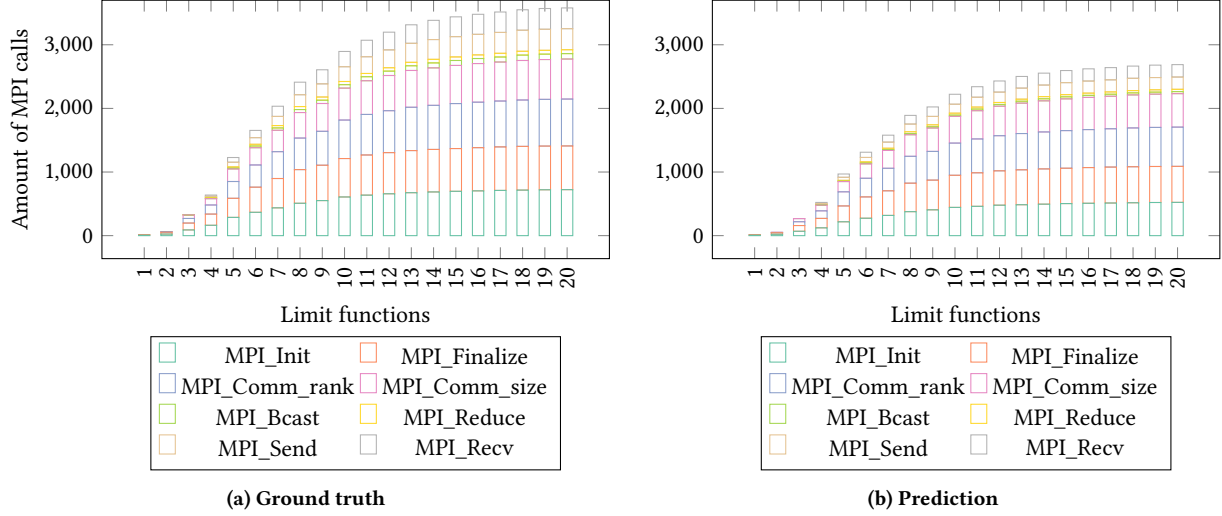 Amount of MPI calls
3,000
2,000
1,000
0
1 2 3 4 5 6 7 8 9 10 11 12 13 14 15 16 17 18 19 20
Limit functions
MPI_Init MPI_Finalize
MPI_Comm_rank MPI_Comm_size
MPI_Bcast MPI_Reduce
MPI_Send MPI_Recv
(a) Ground truth
3,000
2,000
1,000
0
1 2 3 4 5 6 7 8 9 10 11 12 13 14 15 16 17 18 19 20
Limit functions
MPI_Init MPI_Finalize
MPI_Comm_rank MPI_Comm_size
MPI_Bcast MPI_Reduce
MPI_Send MPI_Recv
(b) Prediction